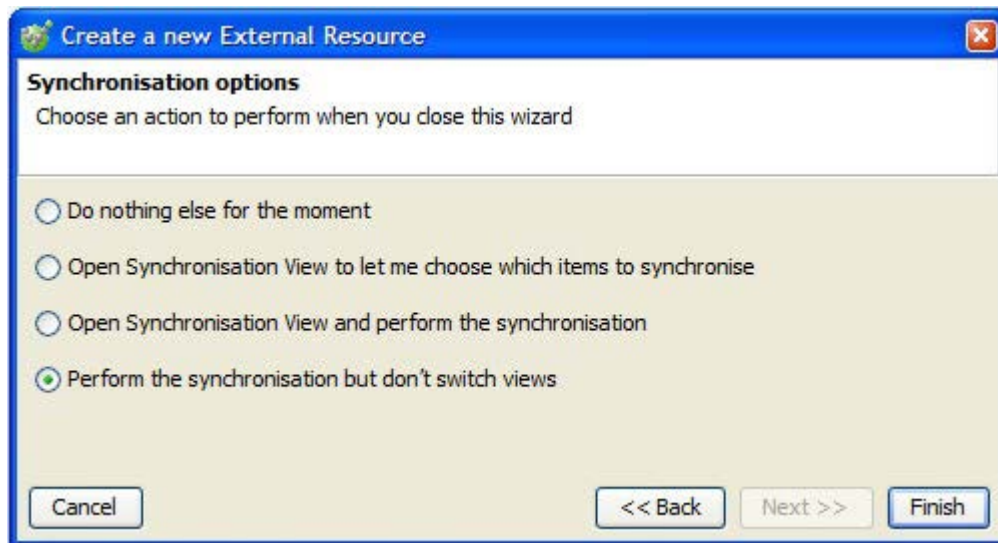 Create a new External Resource
Synchronisation options
Choose an action to perform when you close this wizard
Do nothing else for the moment
Open Synchronisation View to let me choose which items to synchronise
Open Synchronisation View and perform the synchronisation
Perform the synchronisation but don't switch views
Cancel << Back Next >> Finish